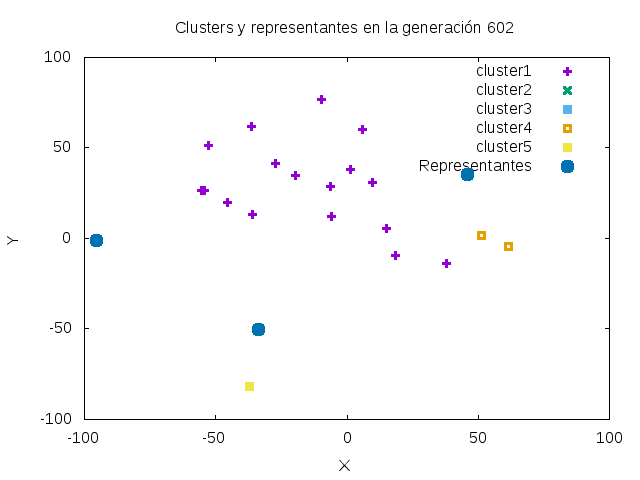 Clusters y representantes en la generación 602
100
50
0
-50
-100
-100
-50
0
50
100
Y
X
cluster1
cluster2
cluster3
cluster4
cluster5
Representantes